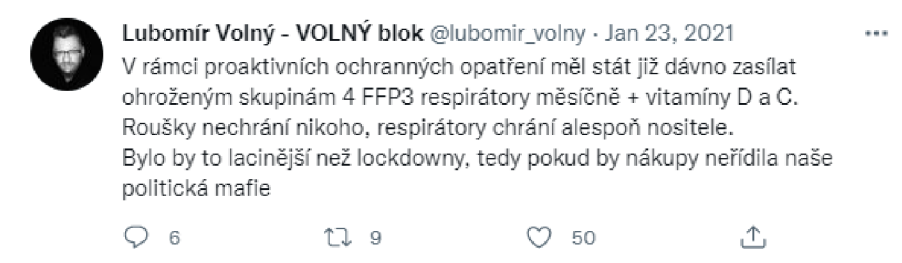 Lubomír Volný - VOLNÝ blok @lubomir_volny · Jan 23, 2021
V rámci proaktivních ochranných opatření měl stát již dávno zasílat
ohroženým skupinám 4 FFP3 respirátory měsíčně + vitamíny D a C.
Roušky nechrání nikoho, respirátory chrání alespoň nositele.
Bylo by to lacinější než lockdowny, tedy pokud by nákupy neřídila naše
politická mafie
6 9 50